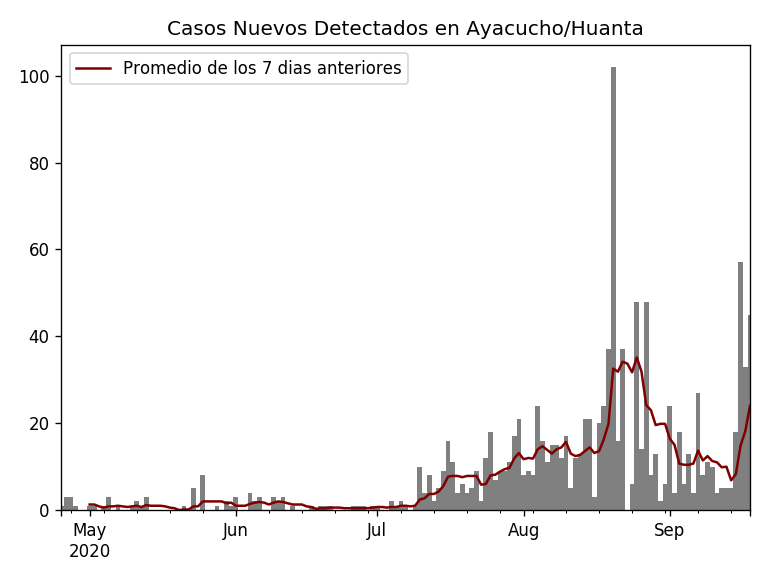 Casos Nuevos Detectados en Ayacucho/Huanta
Promedio de los 7 dias anteriores
100
80
60
40
20
0
May Jun Jul Aug Sep
2020